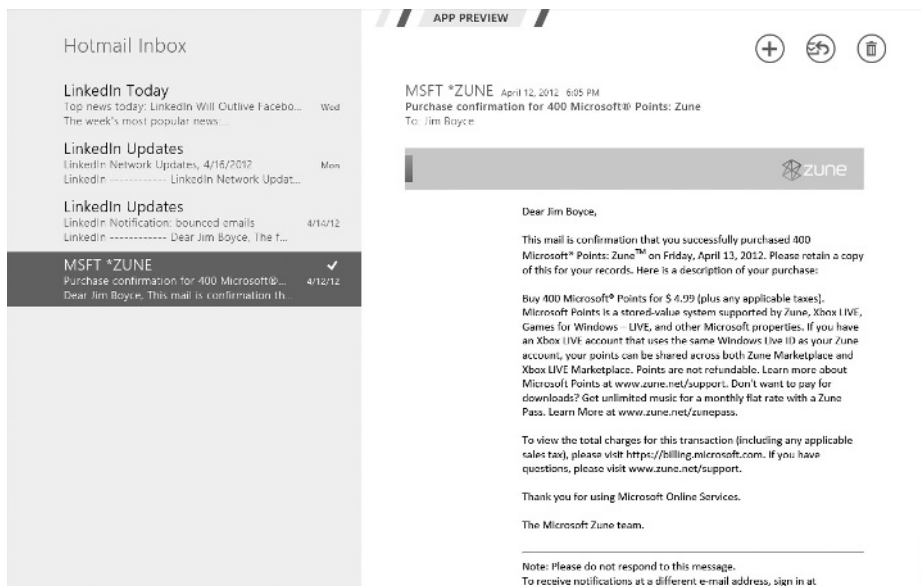 APP PREVIEW
Hotmail Inbox
LinkedIn Today
Top news today: LinkedIn Will Outlive Facebo... Wed
The week's most popular news:...
LinkedIn Updates
LinkedIn Network Updates, 4/16/2012 Mon
LinkedIn ------------ LinkedIn Network Updat...
LinkedIn Updates
LinkedIn Notification: bounced emails 4/14/12
LinkedIn ------------ Dear Jim Boyce, The f...
MSFT *ZUNE
Purchase confirmation for 400 Microsoft®... 4/12/12
Dear Jim Boyce, This mail is confirmation th...
MSFT *ZUNE April 12, 2012 6:05 PM
Purchase confirmation for 400 Microsoft® Points: Zune
To: Jim Boyce
zune
Dear Jim Boyce,
This mail is confirmation that you successfully purchased 400
Microsoft® Points: Zune™ on Friday, April 13, 2012. Please retain a copy
of this for your records. Here is a description of your purchase:
Buy 400 Microsoft® Points for $ 4.99 (plus any applicable taxes).
Microsoft Points is a stored-value system supported by Zune, Xbox LIVE,
Games for Windows – LIVE, and other Microsoft properties. If you have
an Xbox LIVE account that uses the same Windows Live ID as your Zune
account, your points can be shared across both Zune Marketplace and
Xbox LIVE Marketplace. Points are not refundable. Learn more about
Microsoft Points at www.zune.net/support. Don't want to pay for
downloads? Get unlimited music for a monthly flat rate with a Zune
Pass. Learn More at www.zune.net/zunepass.
To view the total charges for this transaction (including any applicable
sales tax), please visit https://billing.microsoft.com. If you have
questions, please visit www.zune.net/support.
Thank you for using Microsoft Online Services.
The Microsoft Zune team.
Note: Please do not respond to this message.
To receive notifications at a different e-mail address, sign in at